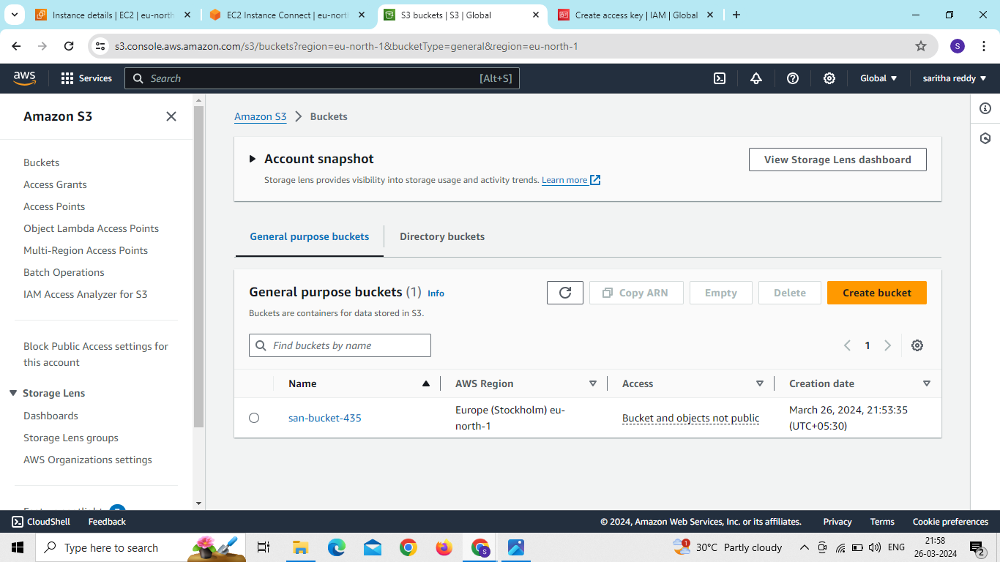 Instance details | EC2 | eu-north
EC2 Instance Connect | eu-nort
S3 buckets | S3 | Global
Create access key | IAM | Global
s3.console.aws.amazon.com/s3/buckets?region=eu-north-1&bucketType=general&region=eu-north-1
S
aws
Services
Search
[Alt+S]
Global
saritha reddy
Amazon S3
Buckets
Access Grants
Access Points
Object Lambda Access Points
Multi-Region Access Points
Batch Operations
IAM Access Analyzer for S3
Block Public Access settings for
this account
Storage Lens
Dashboards
Storage Lens groups
AWS Organizations settings
Amazon S3 > Buckets
Account snapshot
View Storage Lens dashboard
Storage lens provides visibility into storage usage and activity trends. Learn more
General purpose buckets
Directory buckets
General purpose buckets (1) Info
Copy ARN
Empty
Delete
Create bucket
Buckets are containers for data stored in S3.
Find buckets by name
1
Name
AWS Region
Access
Creation date
san-bucket-435
Europe (Stockholm) eu-
north-1
Bucket and objects not public
March 26, 2024, 21:53:35
(UTC+05:30)
CloudShell
Feedback
© 2024, Amazon Web Services, Inc. or its affiliates.
Privacy
Terms
Cookie preferences
Type here to search
S
1
30°C Partly cloudy
ENG
21:58
26-03-2024
2